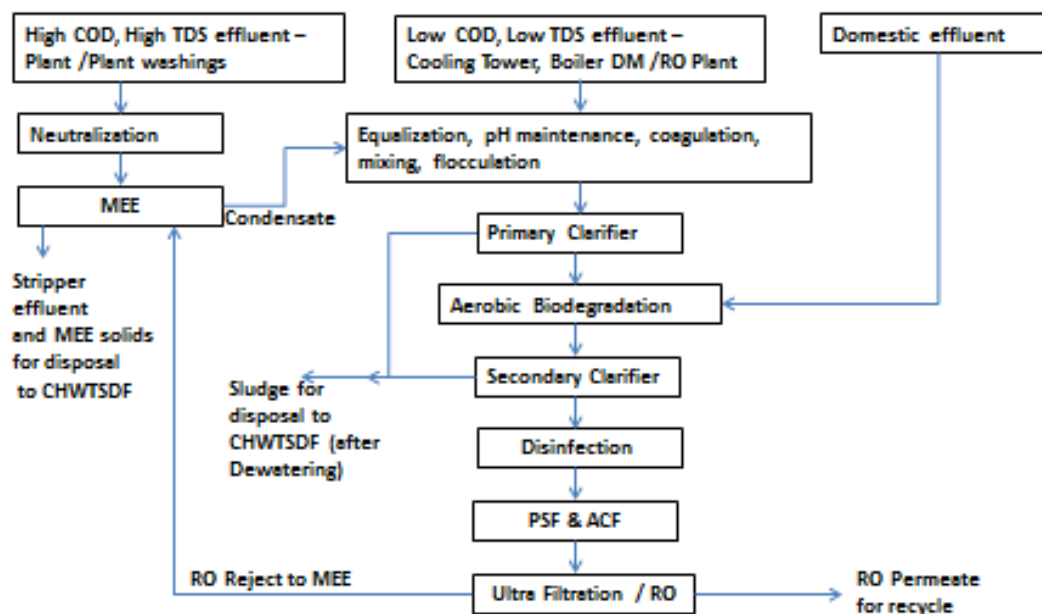 High COD, High TDS effluent –
Plant /Plant washings
Low COD, Low TDS effluent –
Cooling Tower, Boiler DM /RO Plant
Domestic effluent
Neutralization
Equalization, pH maintenance, coagulation,
mixing, flocculation
MEE
Condensate
Primary Clarifier
Stripper
effluent
and MEE solids
for disposal
to CHWTSDF
Aerobic Biodegradation
Secondary Clarifier
Sludge for
disposal to
CHWTSDF (after
Dewatering)
Disinfection
PSF & ACF
RO Reject to MEE
Ultra Filtration / RO
RO Permeate
for recycle